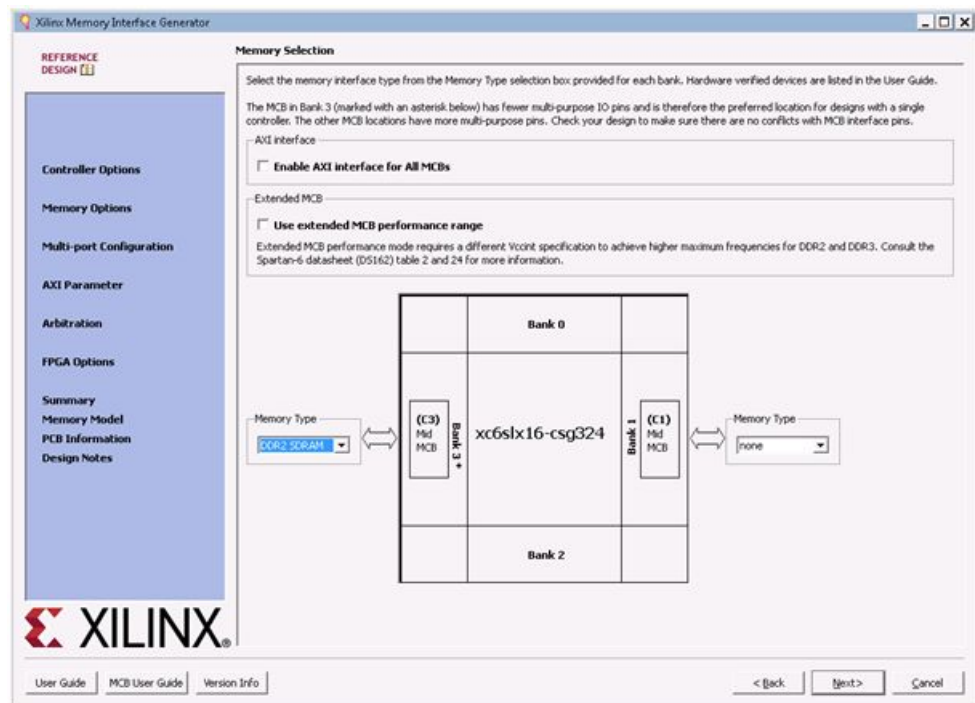 Xilinx Memory Interface Generator
REFERENCE
DESIGN
Controller Options
Memory Options
Multi-port Configuration
AXI Parameter
Arbitration
FPGA Options
Summary
Memory Model
PCB Information
Design Notes
XILINX®
Memory Selection
Select the memory interface type from the Memory Type selection box provided for each bank. Hardware verified devices are listed in the User Guide.
The MCB in Bank 3 (marked with an asterisk below) has fewer multi-purpose IO pins and is therefore the preferred location for designs with a single
controller. The other MCB locations have more multi-purpose pins. Check your design to make sure there are no conflicts with MCB interface pins.
AXI interface
Enable AXI interface for All MCBs
Extended MCB
Use extended MCB performance range
Extended MCB performance mode requires a different Vccint specification to achieve higher maximum frequencies for DDR2 and DDR3. Consult the
Spartan-6 datasheet (DS162) table 2 and 24 for more information.
Bank 0
Memory Type
DDR2 SDRAM
(C3)
Mid
MCB
Bank 3 *
xc6slx16-csg324
Bank 1
(C1)
Mid
MCB
Memory Type
none
Bank 2
User Guide
MCB User Guide
Version Info
< Back
Next>
Cancel